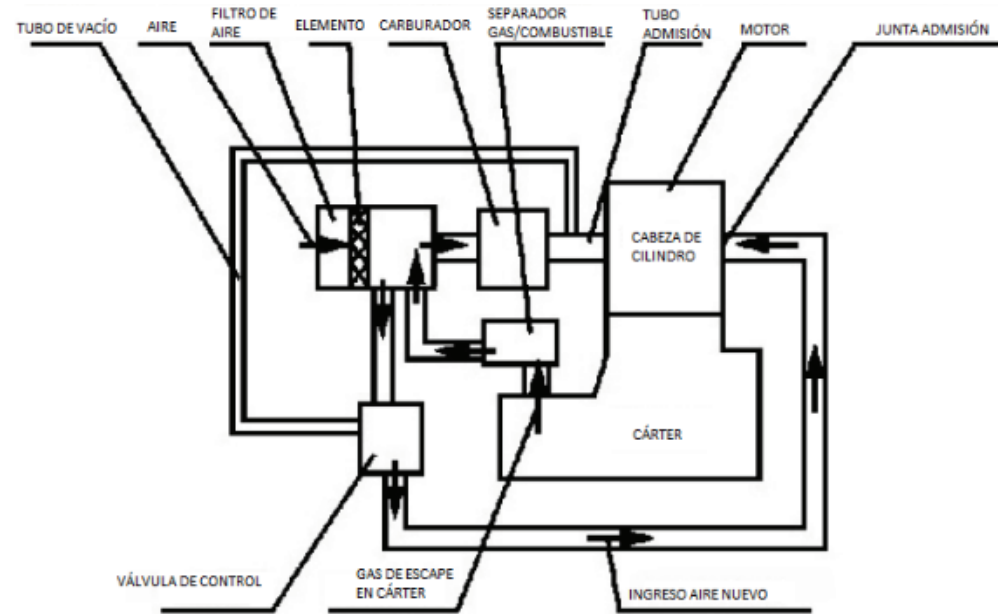 TUBO DE VACÍO
AIRE
FILTRO DE
AIRE
ELEMENTO
CARBURADOR
SEPARADOR
GAS/COMBUSTIBLE
TUBO
ADMISIÓN
MOTOR
JUNTA ADMISIÓN
CABEZA DE
CILINDRO
CÁRTER
VÁLVULA DE CONTROL
GAS DE ESCAPE
EN CÁRTER
INGRESO AIRE NUEVO